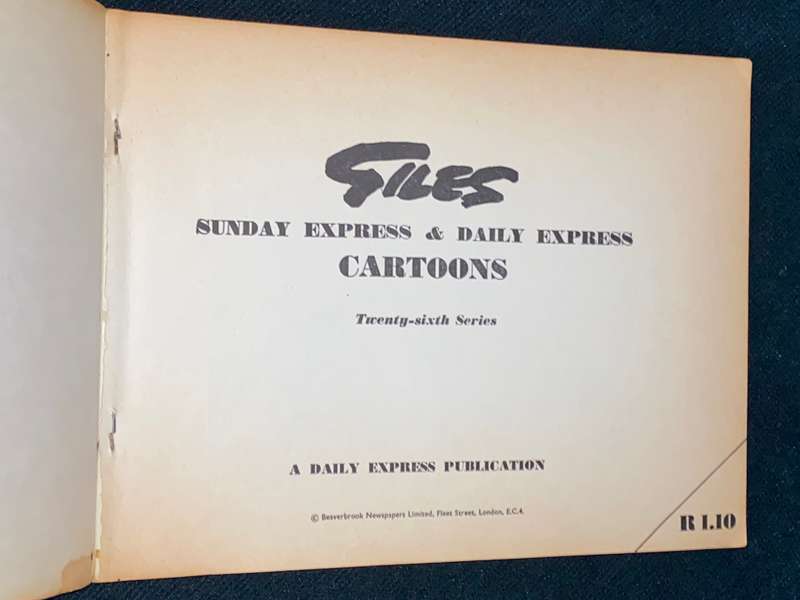 GILES
SUNDAY EXPRESS & DAILY EXPRESS
CARTOONS
Twenty-sixth Series
A DAILY EXPRESS PUBLICATION
© Beaverbrook Newspapers Limited, Fleet Street, London, E.C.4.
R 1.10